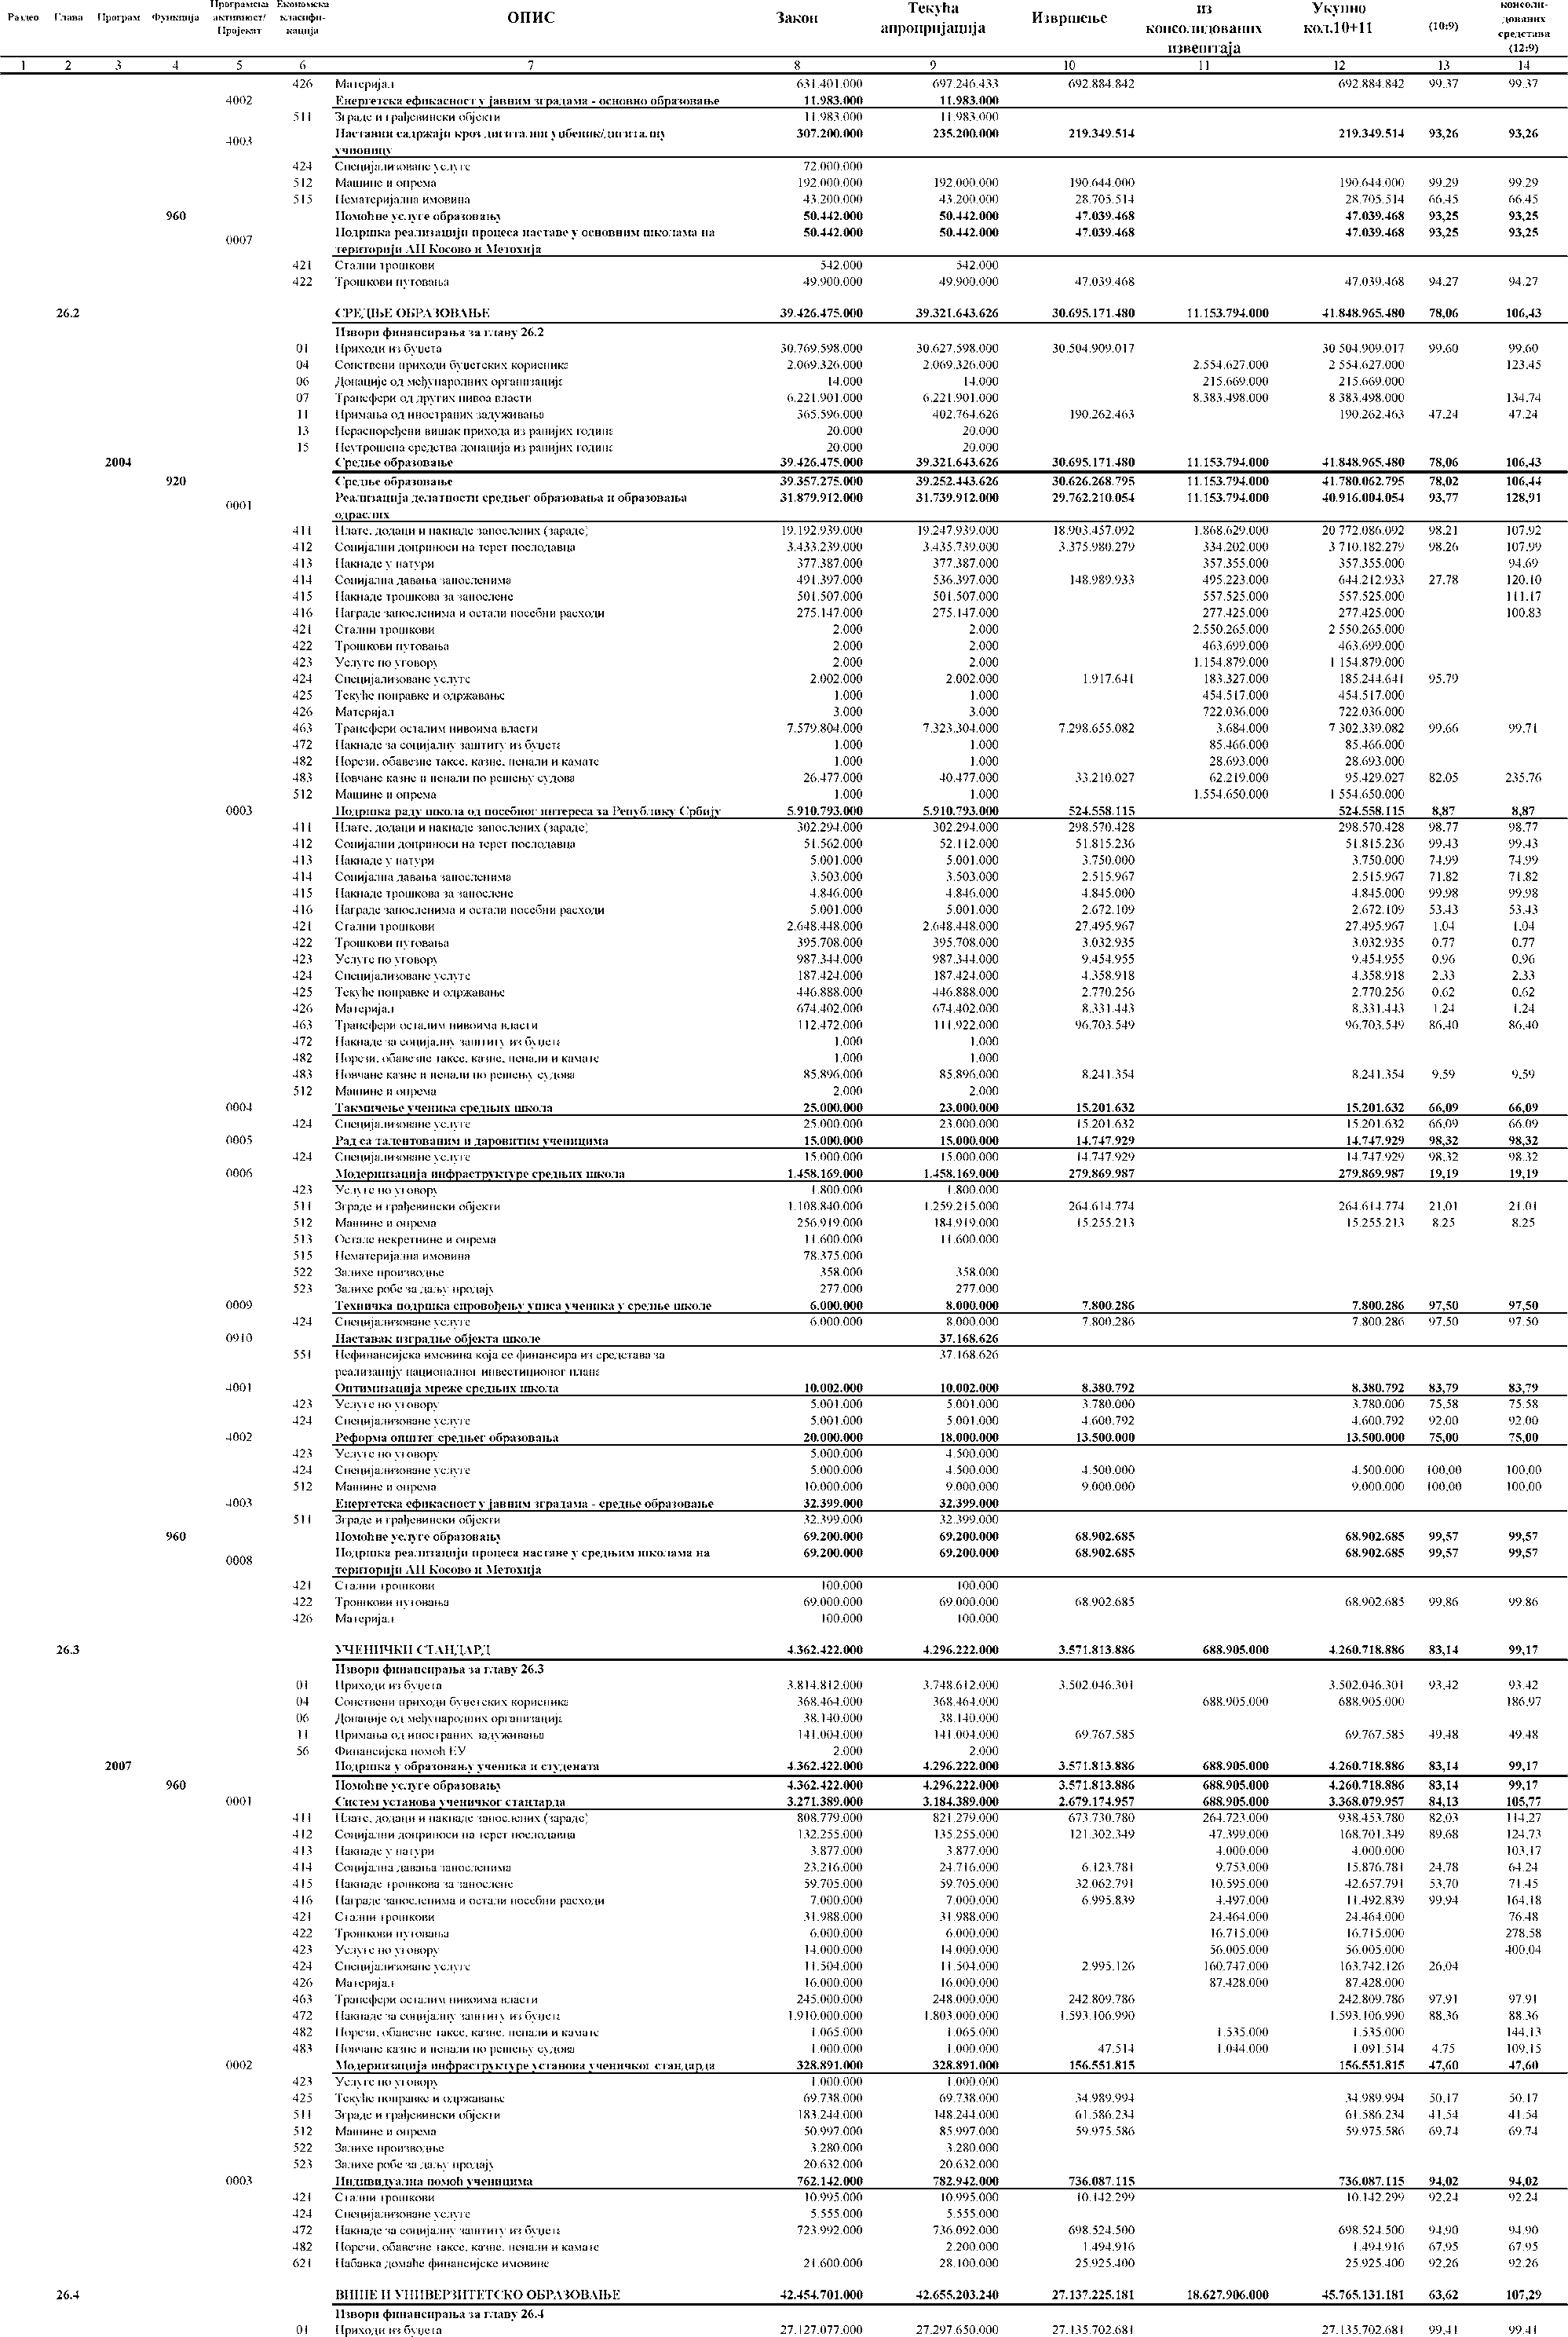 Раздео Глава Програм Функција Програмска активност/ Пројекат Економска класифи- кација ОПИС Закон Текућа апропријација Извршење из консолидованих извештаја Укупно кол.10+11 (10:9) консоли- дованих средстава (12:9)
1 2 3 4 5 6 7 8 9 10 11 12 13 14
426 Материјал 631.401.000 697.246.433 692.884.842 692.884.842 99,37 99,37
4002 Енергетска ефикасност у јавним зградама - основно образовање 11.983.000 11.983.000
511 Зграде и грађевински објекти 11.983.000 11.983.000
4003 Наставни садржаји кроз дигитални уџбеник/дигиталну 307.200.000 235.200.000 219.349.514 219.349.514 93,26 93,26
учионицу
424 Специјализоване услуге 72.000.000
512 Машине и опрема 192.000.000 192.000.000 190.644.000 190.644.000 99,29 99,29
515 Нематеријална имовина 43.200.000 43.200.000 28.705.514 28.705.514 66,45 66,45
960 Помоћне услуге образовању 50.442.000 50.442.000 47.039.468 47.039.468 93,25 93,25
0007 Подршка реализацији процеса наставе у основним школама на 50.442.000 50.442.000 47.039.468 47.039.468 93,25 93,25
територији АП Косово и Метохија
421 Стални трошкови 542.000 542.000
422 Трошкови путовања 49.900.000 49.900.000 47.039.468 47.039.468 94,27 94,27
26.2 СРЕДЊЕ ОБРАЗОВАЊЕ 39.426.475.000 39.321.643.626 30.695.171.480 11.153.794.000 41.848.965.480 78,06 106,43
Извори финансирања за главу 26.2
01 Приходи из буџета 30.769.598.000 30.627.598.000 30.504.909.017 30.504.909.017 99,60 99,60
04 Сопствени приходи буџетских корисника 2.069.326.000 2.069.326.000 2.554.627.000 2.554.627.000 123,45
06 Донације од међународних организација 14.000 14.000 215.669.000 215.669.000
07 Трансфери од других нивоа власти 6.221.901.000 6.221.901.000 8.383.498.000 8.383.498.000 134,74
11 Примања од иностраних задуживања 365.596.000 402.764.626 190.262.463 190.262.463 47,24 47,24
13 Нераспоређени вишак прихода из ранијих година 20.000 20.000
15 Неутрошена средства донација из ранијих година 20.000 20.000
2004 Средње образовање 39.426.475.000 39.321.643.626 30.695.171.480 11.153.794.000 41.848.965.480 78,06 106,43
920 Средње образовање 39.357.275.000 39.252.443.626 30.626.268.795 11.153.794.000 41.780.062.795 78,02 106,44
0001 Реализација делатности средњег образовања и образовања 31.879.912.000 31.739.912.000 29.762.210.054 11.153.794.000 40.916.004.054 93,77 128,91
одраслих
411 Плате, додаци и накнаде запослених (зараде) 19.192.939.000 19.247.939.000 18.903.457.092 1.868.629.000 20.772.086.092 98,21 107,92
412 Социјални доприноси на терет послодавца 3.433.239.000 3.435.739.000 3.375.980.279 334.202.000 3.710.182.279 98,26 107,99
413 Накнаде у натури 377.387.000 377.387.000 357.355.000 357.355.000 94,69
414 Социјална давања запосленима 491.397.000 536.397.000 148.989.933 495.223.000 644.212.933 27,78 120,10
415 Накнаде трошкова за запослене 501.507.000 501.507.000 557.525.000 557.525.000 111,17
416 Награде запосленима и остали посебни расходи 275.147.000 275.147.000 277.425.000 277.425.000 100,83
421 Стални трошкови 2.000 2.000 2.550.265.000 2.550.265.000
422 Трошкови путовања 2.000 2.000 463.699.000 463.699.000
423 Услуге по уговору 2.000 2.000 1.154.879.000 1.154.879.000
424 Специјализоване услуге 2.002.000 2.002.000 1.917.641 183.327.000 185.244.641 95,79
425 Текуће поправке и одржавање 1.000 1.000 454.517.000 454.517.000
426 Материјал 3.000 3.000 722.036.000 722.036.000
463 Трансфери осталим нивоима власти 7.579.804.000 7.323.304.000 7.298.655.082 3.684.000 7.302.339.082 99,66 99,71
472 Накнаде за социјалну заштиту из буџета 1.000 1.000 85.466.000 85.466.000
482 Порези, обавезне таксе, казне, пенали и камате 1.000 1.000 28.693.000 28.693.000
483 Новчане казне и пенали по решењу судова 26.477.000 40.477.000 33.210.027 62.219.000 95.429.027 82,05 235,76
512 Машине и опрема 1.000 1.000 1.554.650.000 1.554.650.000
0003 Подршка раду школа од посебног интереса за Републику Србију 5.910.793.000 5.910.793.000 524.558.115 524.558.115 8,87 8,87
411 Плате, додаци и накнаде запослених (зараде) 302.294.000 302.294.000 298.570.428 298.570.428 98,77 98,77
412 Социјални доприноси на терет послодавца 51.562.000 52.112.000 51.815.236 51.815.236 99,43 99,43
413 Накнаде у натури 5.001.000 5.001.000 3.750.000 3.750.000 74,99 74,99
414 Социјална давања запосленима 3.503.000 3.503.000 2.515.967 2.515.967 71,82 71,82
415 Накнаде трошкова за запослене 4.846.000 4.846.000 4.845.000 4.845.000 99,98 99,98
416 Награде запосленима и остали посебни расходи 5.001.000 5.001.000 2.672.109 2.672.109 53,43 53,43
421 Стални трошкови 2.648.448.000 2.648.448.000 27.495.967 27.495.967 1,04 1,04
422 Трошкови путовања 395.708.000 395.708.000 3.032.935 3.032.935 0,77 0,77
423 Услуге по уговору 987.344.000 987.344.000 9.454.955 9.454.955 0,96 0,96
424 Специјализоване услуге 187.424.000 187.424.000 4.358.918 4.358.918 2,33 2,33
425 Текуће поправке и одржавање 446.888.000 446.888.000 2.770.256 2.770.256 0,62 0,62
426 Материјал 674.402.000 674.402.000 8.331.443 8.331.443 1,24 1,24
463 Трансфери осталим нивоима власти 112.472.000 111.922.000 96.703.549 96.703.549 86,40 86,40
472 Накнаде за социјалну заштиту из буџета 1.000 1.000
482 Порези, обавезне таксе, казне, пенали и камате 1.000 1.000
483 Новчане казне и пенали по решењу судова 85.896.000 85.896.000 8.241.354 8.241.354 9,59 9,59
512 Машине и опрема 2.000 2.000
0004 Такмичење ученика средњих школа 25.000.000 23.000.000 15.201.632 15.201.632 66,09 66,09
424 Специјализоване услуге 25.000.000 23.000.000 15.201.632 15.201.632 66,09 66,09
0005 Рад са талентованим и даровитим ученицима 15.000.000 15.000.000 14.747.929 14.747.929 98,32 98,32
424 Специјализоване услуге 15.000.000 15.000.000 14.747.929 14.747.929 98,32 98,32
0006 Модернизација инфраструктуре средњих школа 1.458.169.000 1.458.169.000 279.869.987 279.869.987 19,19 19,19
423 Услуге по уговору 1.800.000 1.800.000
511 Зграде и грађевински објекти 1.108.840.000 1.259.215.000 264.614.774 264.614.774 21,01 21,01
512 Машине и опрема 256.919.000 184.919.000 15.255.213 15.255.213 8,25 8,25
513 Остале некретнине и опрема 11.600.000 11.600.000
515 Нематеријална имовина 78.375.000
522 Залихе производње 358.000 358.000
523 Залихе робе за даљу продају 277.000 277.000
0009 Техничка подршка спровођењу уписа ученика у средње школе 6.000.000 8.000.000 7.800.286 7.800.286 97,50 97,50
424 Специјализоване услуге 6.000.000 8.000.000 7.800.286 7.800.286 97,50 97,50
0910 Наставак изградње објекта школе 37.168.626
551 Нефинансијска имовина која се финансира из средстава за 37.168.626
реализацију националног инвестиционог плана
4001 Оптимизација мреже средњих школа 10.002.000 10.002.000 8.380.792 8.380.792 83,79 83,79
423 Услуге по уговору 5.001.000 5.001.000 3.780.000 3.780.000 75,58 75,58
424 Специјализоване услуге 5.001.000 5.001.000 4.600.792 4.600.792 92,00 92,00
4002 Реформа општег средњег образовања 20.000.000 18.000.000 13.500.000 13.500.000 75,00 75,00
423 Услуге по уговору 5.000.000 4.500.000
424 Специјализоване услуге 5.000.000 4.500.000 4.500.000 4.500.000 100,00 100,00
512 Машине и опрема 10.000.000 9.000.000 9.000.000 9.000.000 100,00 100,00
4003 Енергетска ефикасност у јавним зградама - средње образовање 32.399.000 32.399.000
511 Зграде и грађевински објекти 32.399.000 32.399.000
960 Помоћне услуге образовању 69.200.000 69.200.000 68.902.685 68.902.685 99,57 99,57
0008 Подршка реализацији процеса наставе у средњим школама на 69.200.000 69.200.000 68.902.685 68.902.685 99,57 99,57
територији АП Косово и Метохија
421 Стални трошкови 100.000 100.000
422 Трошкови путовања 69.000.000 69.000.000 68.902.685 68.902.685 99,86 99,86
426 Материјал 100.000 100.000
26.3 УЧЕНИЧКИ СТАНДАРД 4.362.422.000 4.296.222.000 3.571.813.886 688.905.000 4.260.718.886 83,14 99,17
Извори финансирања за главу 26.3
01 Приходи из буџета 3.814.812.000 3.748.612.000 3.502.046.301 3.502.046.301 93,42 93,42
04 Сопствени приходи буџетских корисника 368.464.000 368.464.000 688.905.000 688.905.000 186,97
06 Донације од међународних организација 38.140.000 38.140.000
11 Примања од иностраних задуживања 141.004.000 141.004.000 69.767.585 69.767.585 49,48 49,48
56 Финансијска помоћ ЕУ 2.000 2.000
2007 Подршка у образовању ученика и студената 4.362.422.000 4.296.222.000 3.571.813.886 688.905.000 4.260.718.886 83,14 99,17
960 Помоћне услуге образовању 4.362.422.000 4.296.222.000 3.571.813.886 688.905.000 4.260.718.886 83,14 99,17
0001 Систем установа ученичког стандарда 3.271.389.000 3.184.389.000 2.679.174.957 688.905.000 3.368.079.957 84,13 105,77
411 Плате, додаци и накнаде запослених (зараде) 808.779.000 821.279.000 673.730.780 264.723.000 938.453.780 82,03 114,27
412 Социјални доприноси на терет послодавца 132.255.000 135.255.000 121.302.349 47.399.000 168.701.349 89,68 124,73
413 Накнаде у натури 3.877.000 3.877.000 4.000.000 4.000.000 103,17
414 Социјална давања запосленима 23.216.000 24.716.000 6.123.781 9.753.000 15.876.781 24,78 64,24
415 Накнаде трошкова за запослене 59.705.000 59.705.000 32.062.791 10.595.000 42.657.791 53,70 71,45
416 Награде запосленима и остали посебни расходи 7.000.000 7.000.000 6.995.839 4.497.000 11.492.839 99,94 164,18
421 Стални трошкови 31.988.000 31.988.000 24.464.000 24.464.000 76,48
422 Трошкови путовања 6.000.000 6.000.000 16.715.000 16.715.000 278,58
423 Услуге по уговору 14.000.000 14.000.000 56.005.000 56.005.000 400,04
424 Специјализоване услуге 11.504.000 11.504.000 2.995.126 160.747.000 163.742.126 26,04
426 Материјал 16.000.000 16.000.000 87.428.000 87.428.000
463 Трансфери осталим нивоима власти 245.000.000 248.000.000 242.809.786 242.809.786 97,91 97,91
472 Накнаде за социјалну заштиту из буџета 1.910.000.000 1.803.000.000 1.593.106.990 1.593.106.990 88,36 88,36
482 Порези, обавезне таксе, казне, пенали и камате 1.065.000 1.065.000 1.535.000 1.535.000 144,13
483 Новчане казне и пенали по решењу судова 1.000.000 1.000.000 47.514 1.044.000 1.091.514 4,75 109,15
0002 Модернизација инфраструктуре установа ученичког стандарда 328.891.000 328.891.000 156.551.815 156.551.815 47,60 47,60
423 Услуге по уговору 1.000.000 1.000.000
425 Текуће поправке и одржавање 69.738.000 69.738.000 34.989.994 34.989.994 50,17 50,17
511 Зграде и грађевински објекти 183.244.000 148.244.000 61.586.234 61.586.234 41,54 41,54
512 Машине и опрема 50.997.000 85.997.000 59.975.586 59.975.586 69,74 69,74
522 Залихе производње 3.280.000 3.280.000
523 Залихе робе за даљу продају 20.632.000 20.632.000
0003 Индивидуална помоћ ученицима 762.142.000 782.942.000 736.087.115 736.087.115 94,02 94,02
421 Стални трошкови 10.995.000 10.995.000 10.142.299 10.142.299 92,24 92,24
424 Специјализоване услуге 5.555.000 5.555.000
472 Накнаде за социјалну заштиту из буџета 723.992.000 736.092.000 698.524.500 698.524.500 94,90 94,90
482 Порези, обавезне таксе, казне, пенали и камате 2.200.000 1.494.916 1.494.916 67,95 67,95
621 Набавка домаће финансијске имовине 21.600.000 28.100.000 25.925.400 25.925.400 92,26 92,26
26.4 ВИШЕ И УНИВЕРЗИТЕТСКО ОБРАЗОВАЊЕ 42.454.701.000 42.655.203.240 27.137.225.181 18.627.906.000 45.765.131.181 63,62 107,29
Извори финансирања за главу 26.4
01 Приходи из буџета 27.127.077.000 27.297.650.000 27.135.702.681 27.135.702.681 99,41 99,41